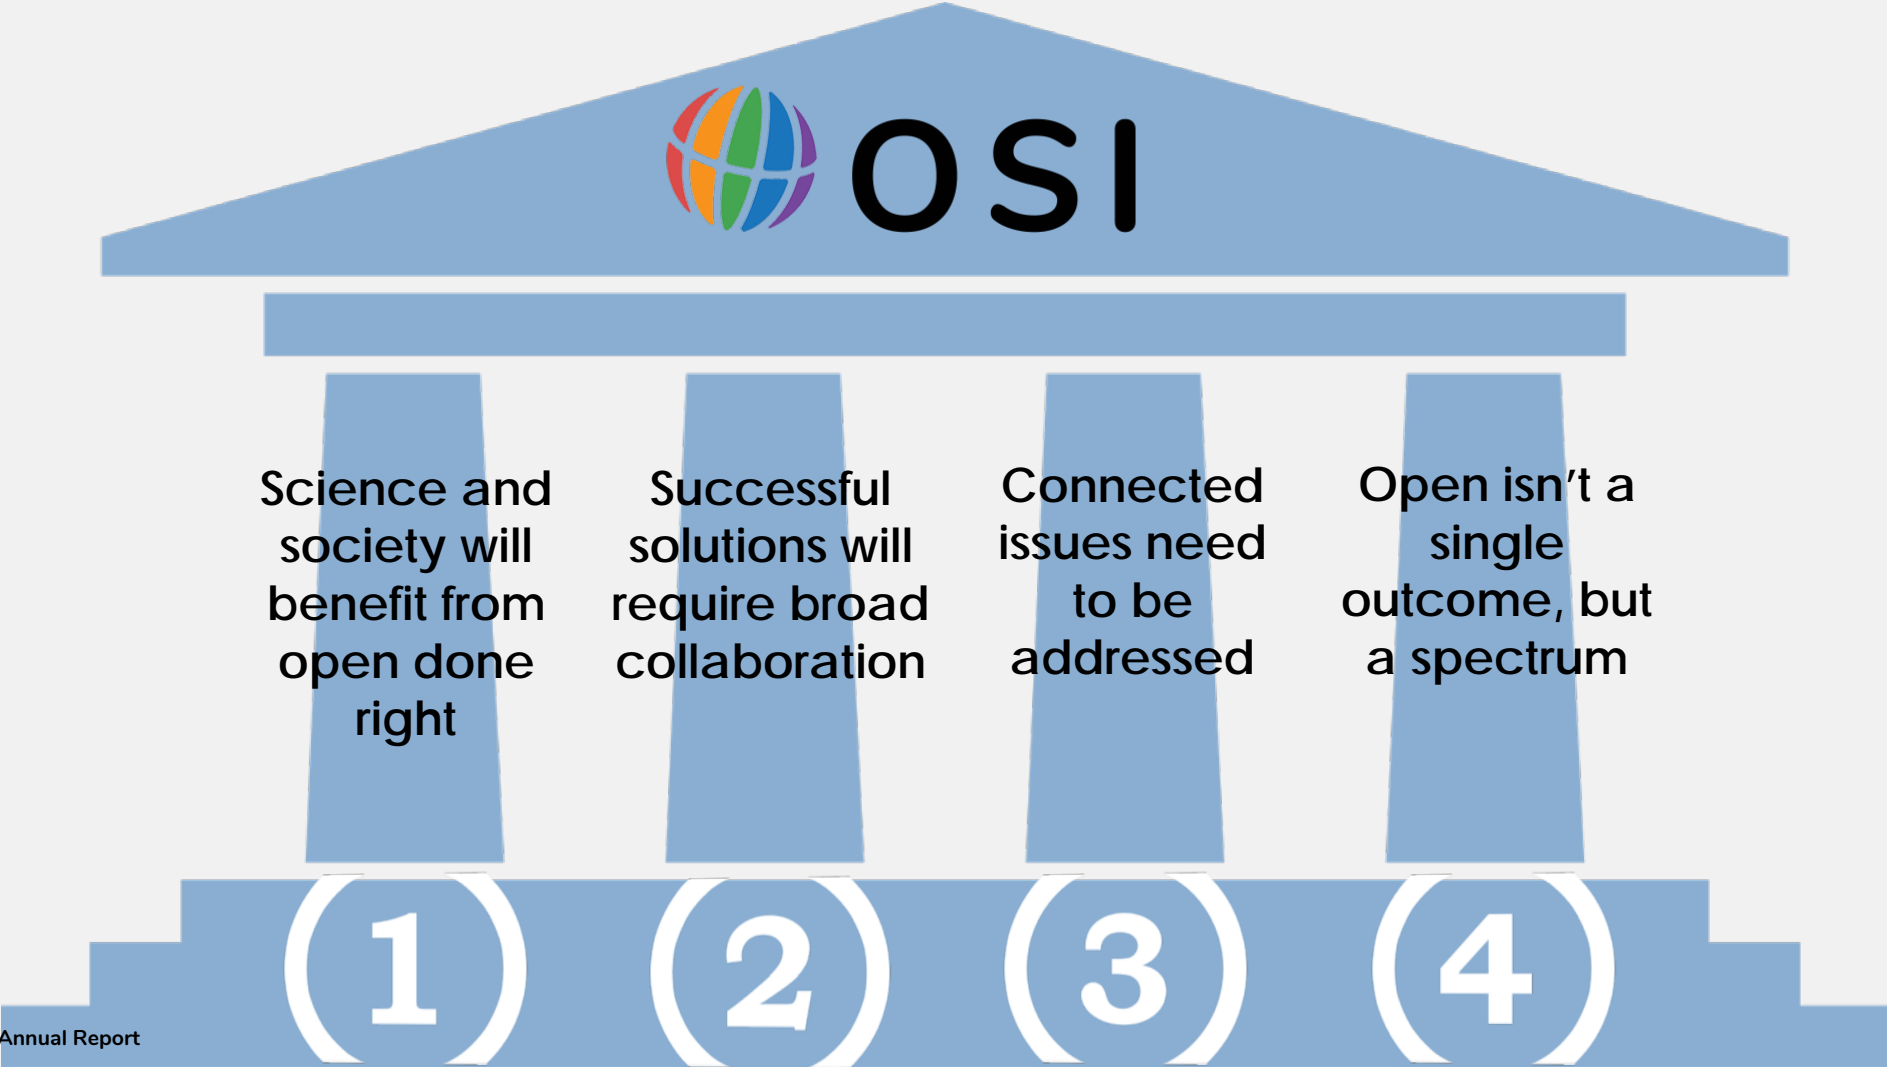 OSI
Science and
society will
benefit from
open done
right
Successful
solutions will
require broad
collaboration
Connected
issues need
to be
addressed
Open isn’t a
single
outcome, but
a spectrum
1
2
3
4
Annual Report